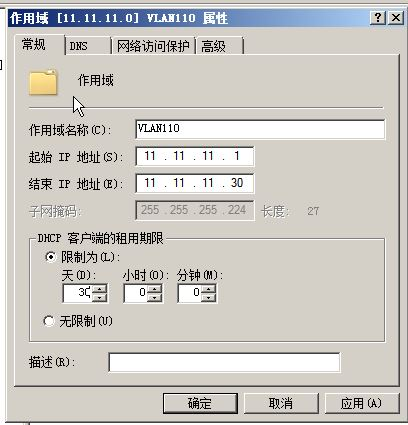 作用域 [11.11.11.0] VLAN110 属性
常规 DNS 网络访问保护 高级
作用域
作用域名称(C): VLAN110
起始 IP 地址(S): 11 . 11 . 11 . 1
结束 IP 地址(E): 11 . 11 . 11 . 30
子网掩码: 255 . 255 . 255 . 224 长度: 27
DHCP 客户端的租用期限
限制为(L):
天(D): 小时(O): 分钟(M):
30 0 0
无限制(U)
描述(R):
确定 取消 应用(A)